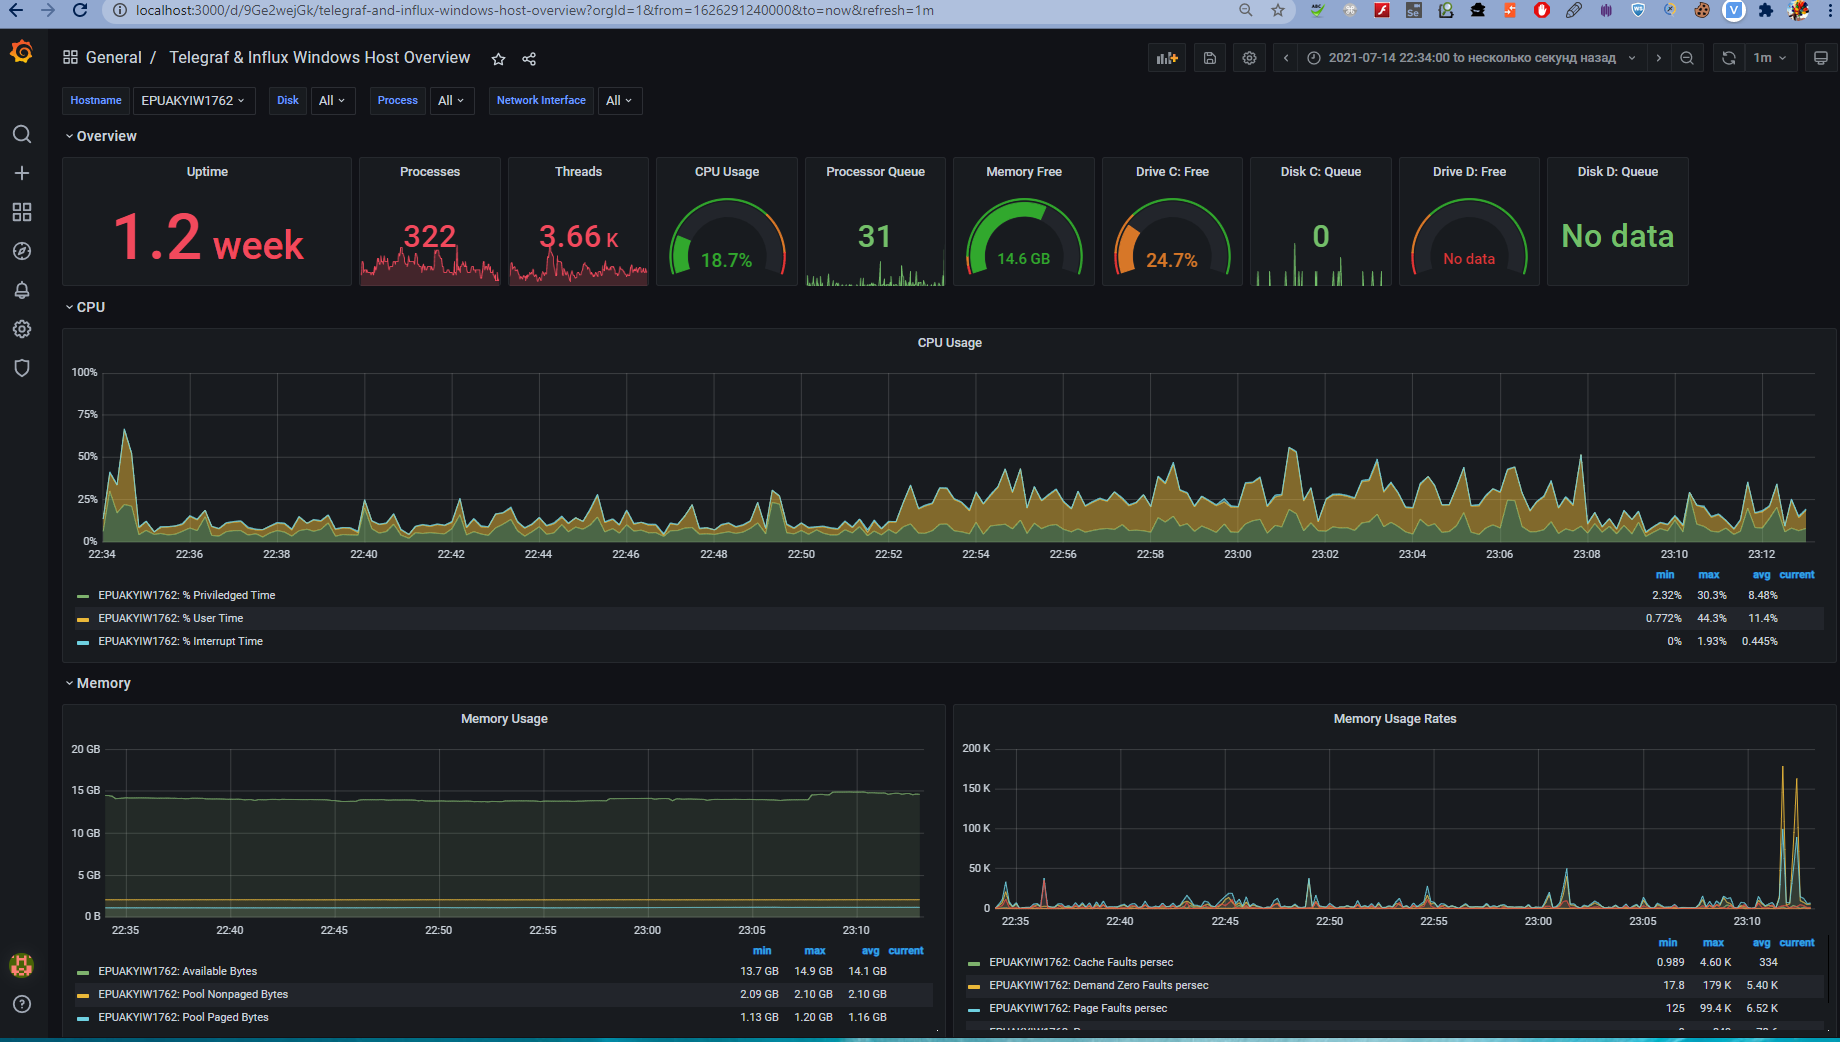 localhost:3000/d/9Ge2wejGk/telegraf-and-influx-windows-host-overview?orgId=1&from=1626291240000&to=now&refresh=1m
General / Telegraf & Influx Windows Host Overview
2021-07-14 22:34:00 to несколько секунд назад
1m
Hostname EPUAKYIW1762 Disk All Process All Network Interface All
Overview
Uptime Processes Threads CPU Usage Processor Queue Memory Free Drive C: Free Disk C: Queue Drive D: Free Disk D: Queue
1.2 week 322 3.66 K 18.7% 31 14.6 GB 24.7% 0 No data No data
CPU
CPU Usage
100%
75%
50%
25%
0%
22:34 22:36 22:38 22:40 22:42 22:44 22:46 22:48 22:50 22:52 22:54 22:56 22:58 23:00 23:02 23:04 23:06 23:08 23:10 23:12
min max avg current
EPUAKYIW1762: % Priviledged Time 2.32% 30.3% 8.48%
EPUAKYIW1762: % User Time 0.772% 44.3% 11.4%
EPUAKYIW1762: % Interrupt Time 0% 1.93% 0.445%
Memory
Memory Usage
20 GB
15 GB
10 GB
5 GB
0 B
22:35 22:40 22:45 22:50 22:55 23:00 23:05 23:10
min max avg current
EPUAKYIW1762: Available Bytes 13.7 GB 14.9 GB 14.1 GB
EPUAKYIW1762: Pool Nonpaged Bytes 2.09 GB 2.10 GB 2.10 GB
EPUAKYIW1762: Pool Paged Bytes 1.13 GB 1.20 GB 1.16 GB
Memory Usage Rates
200 K
150 K
100 K
50 K
0
22:35 22:40 22:45 22:50 22:55 23:00 23:05 23:10
min max avg current
EPUAKYIW1762: Cache Faults persec 0.989 4.60 K 334
EPUAKYIW1762: Demand Zero Faults persec 17.8 179 K 5.40 K
EPUAKYIW1762: Page Faults persec 125 99.4 K 6.52 K